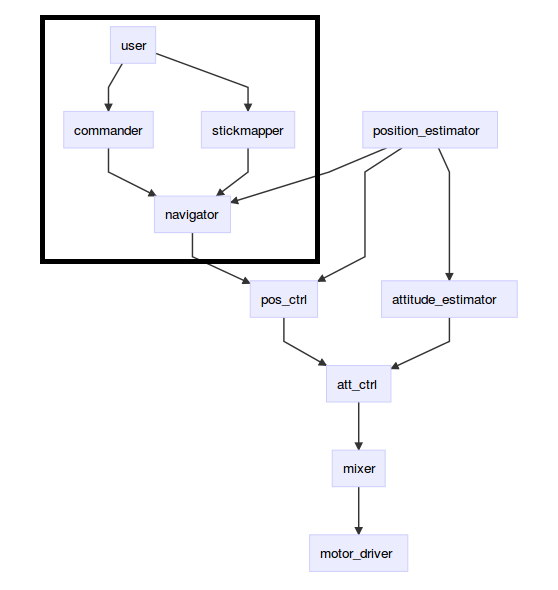 user
commander
stickmapper
position_estimator
navigator
pos_ctrl
attitude_estimator
att_ctrl
mixer
motor_driver